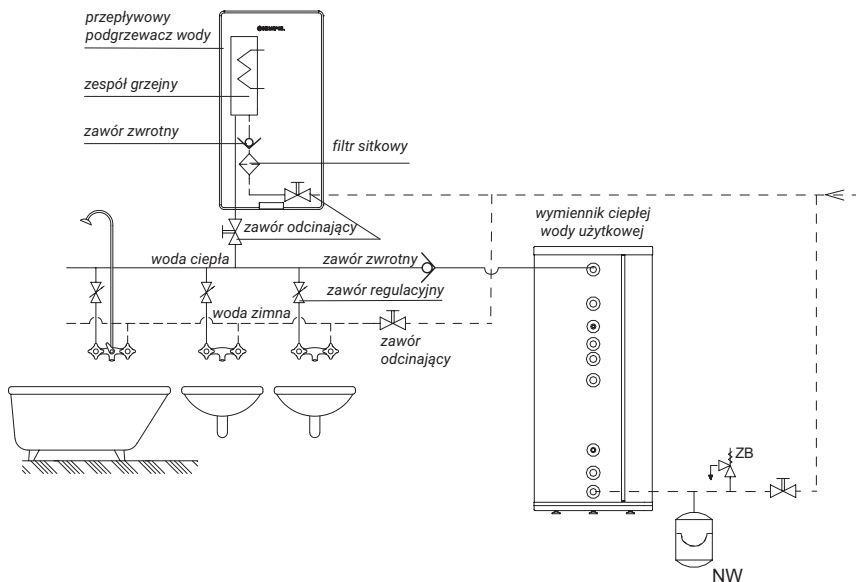 przepływowy
podgrzewacz wody
zespół grzejny
zawór zwrotny
filtr sitkowy
zawór odcinający
wymiennik ciepłej
wody użytkowej
woda ciepła
zawór zwrotny
zawór regulacyjny
woda zimna
zawór
odcinający
ZB
NW